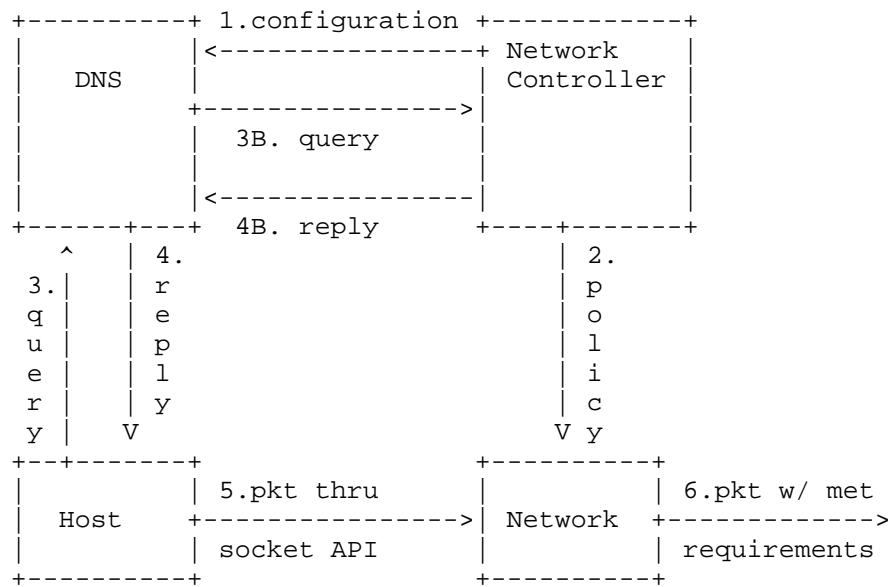 1.configuration
Network
DNS Controller
3B. query
4B. reply
4. 2.
3. r p
q e o
u p l
e l i
r y c
y y
5.pkt thru 6.pkt w/ met
Host Network
socket API requirements